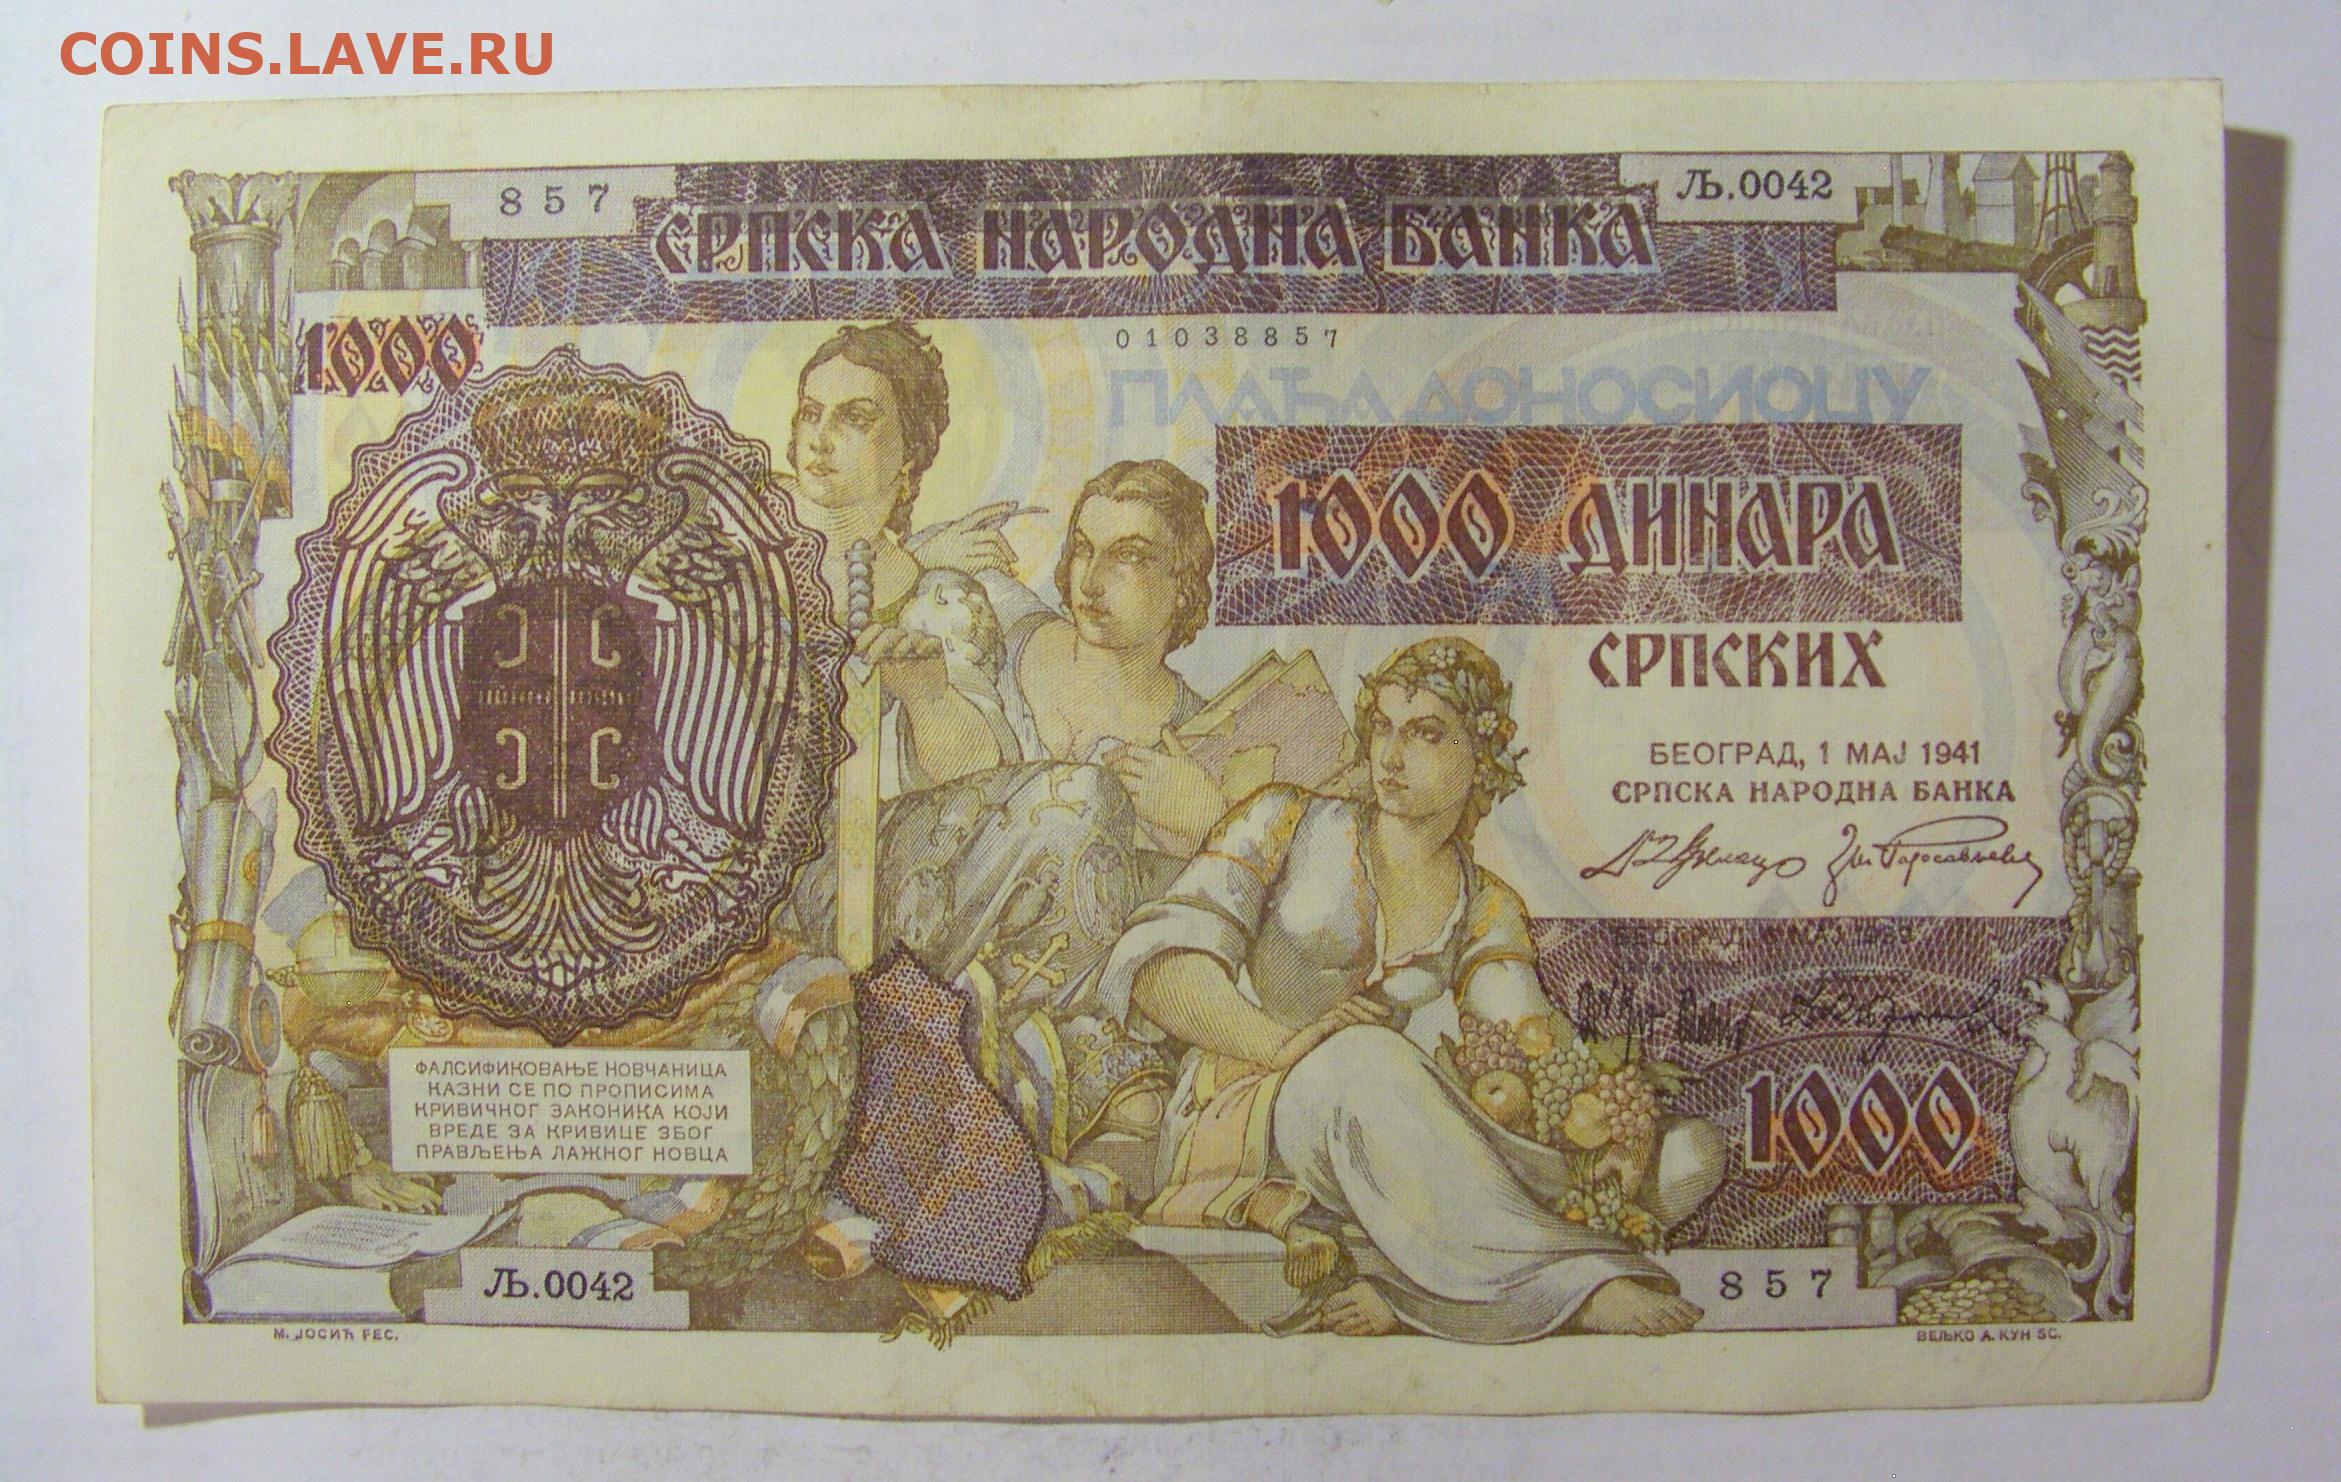 COINS.LAVE.RU
857
Љ.0042
СРПСКА НАРОДНА БАНКА
1000
01038857
ПЛАЋА ДОНОСИОЦУ
1000 ДИНАРА
СРПСКИХ
БЕОГРАД, 1 МАЈ 1941
СРПСКА НАРОДНА БАНКА
ФАЛСИФИКОВАЊЕ НОВЧАНИЦА
КАЗНИ СЕ ПО ПРОПИСИМА
КРИВИЧНОГ ЗАКОНИКА КОЈИ
ВРЕДЕ ЗА КРИВИЦЕ ЗБОГ
ПРАВЉЕЊА ЛАЖНОГ НОВЦА
1000
Љ.0042
857
М. ЈОСИЋ FEC.
ВЕЉКО А. КУН SC.